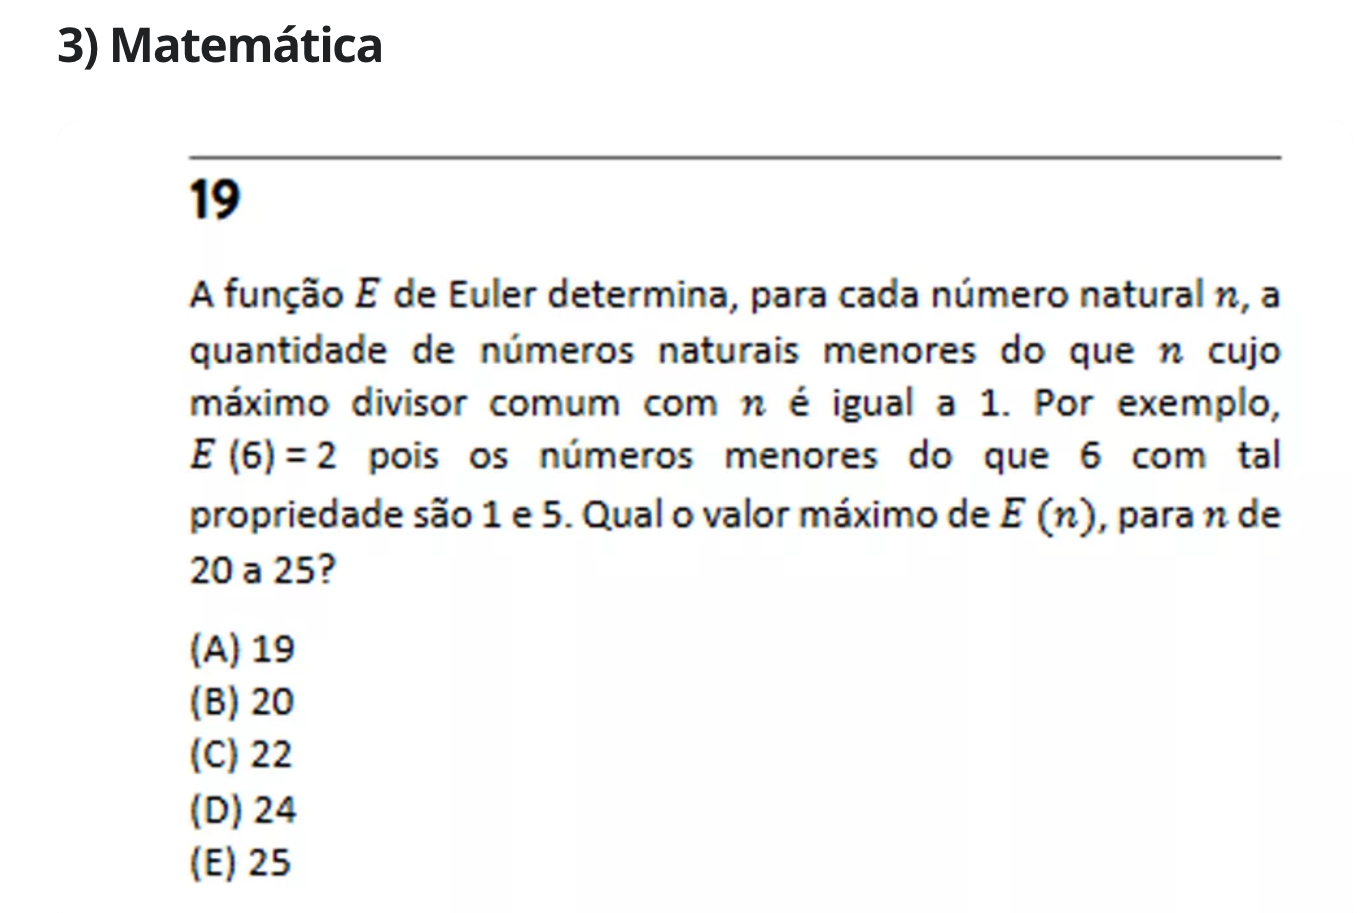 3) Matemática
19
A função E de Euler determina, para cada número natural n, a
quantidade de números naturais menores do que n cujo
máximo divisor comum com n é igual a 1. Por exemplo,
E (6) = 2 pois os números menores do que 6 com tal
propriedade são 1 e 5. Qual o valor máximo de E (n), para n de
20 a 25?
(A) 19
(B) 20
(C) 22
(D) 24
(E) 25